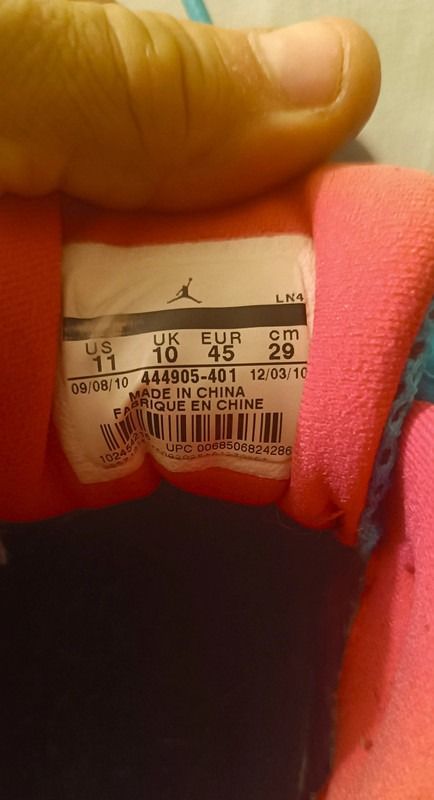 LN4
US UK EUR cm
11 10 45 29
09/08/10 444905-401 12/03/10
MADE IN CHINA
FABRIQUE EN CHINE
UPC 0068506824286